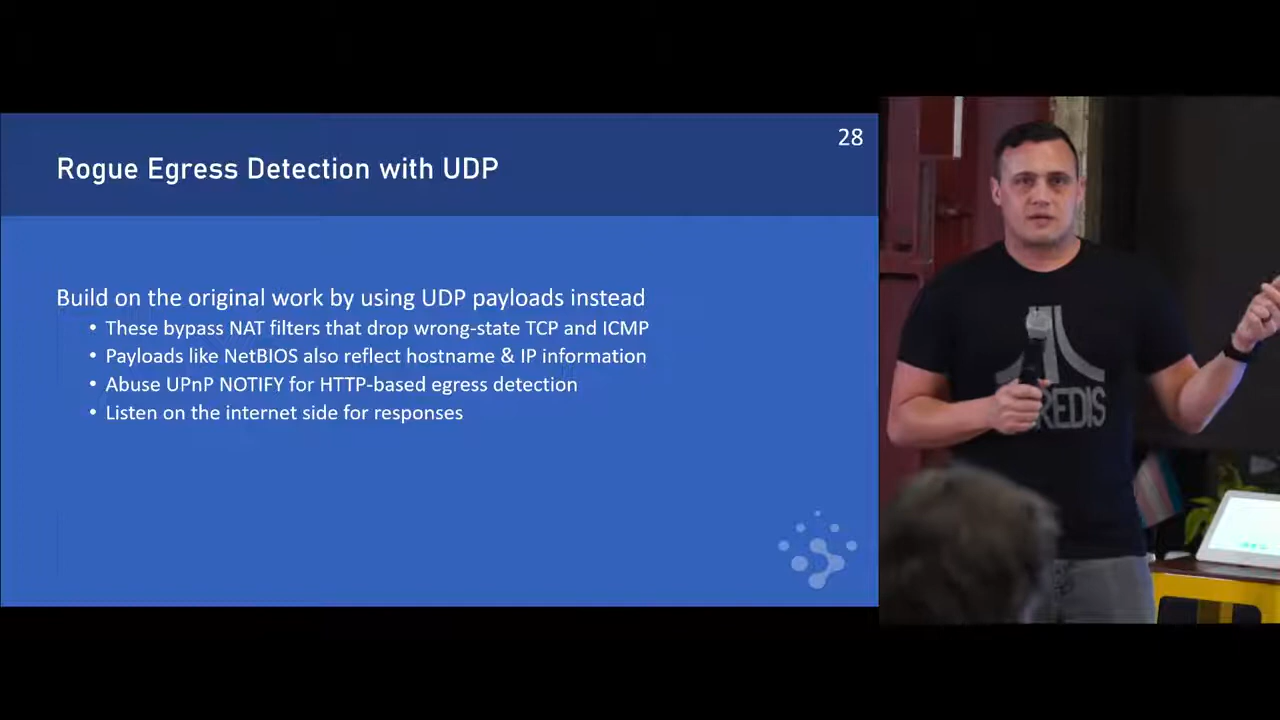 28
Rogue Egress Detection with UDP
Build on the original work by using UDP payloads instead
• These bypass NAT filters that drop wrong-state TCP and ICMP
• Payloads like NetBIOS also reflect hostname & IP information
• Abuse UPnP NOTIFY for HTTP-based egress detection
• Listen on the internet side for responses
REDIS